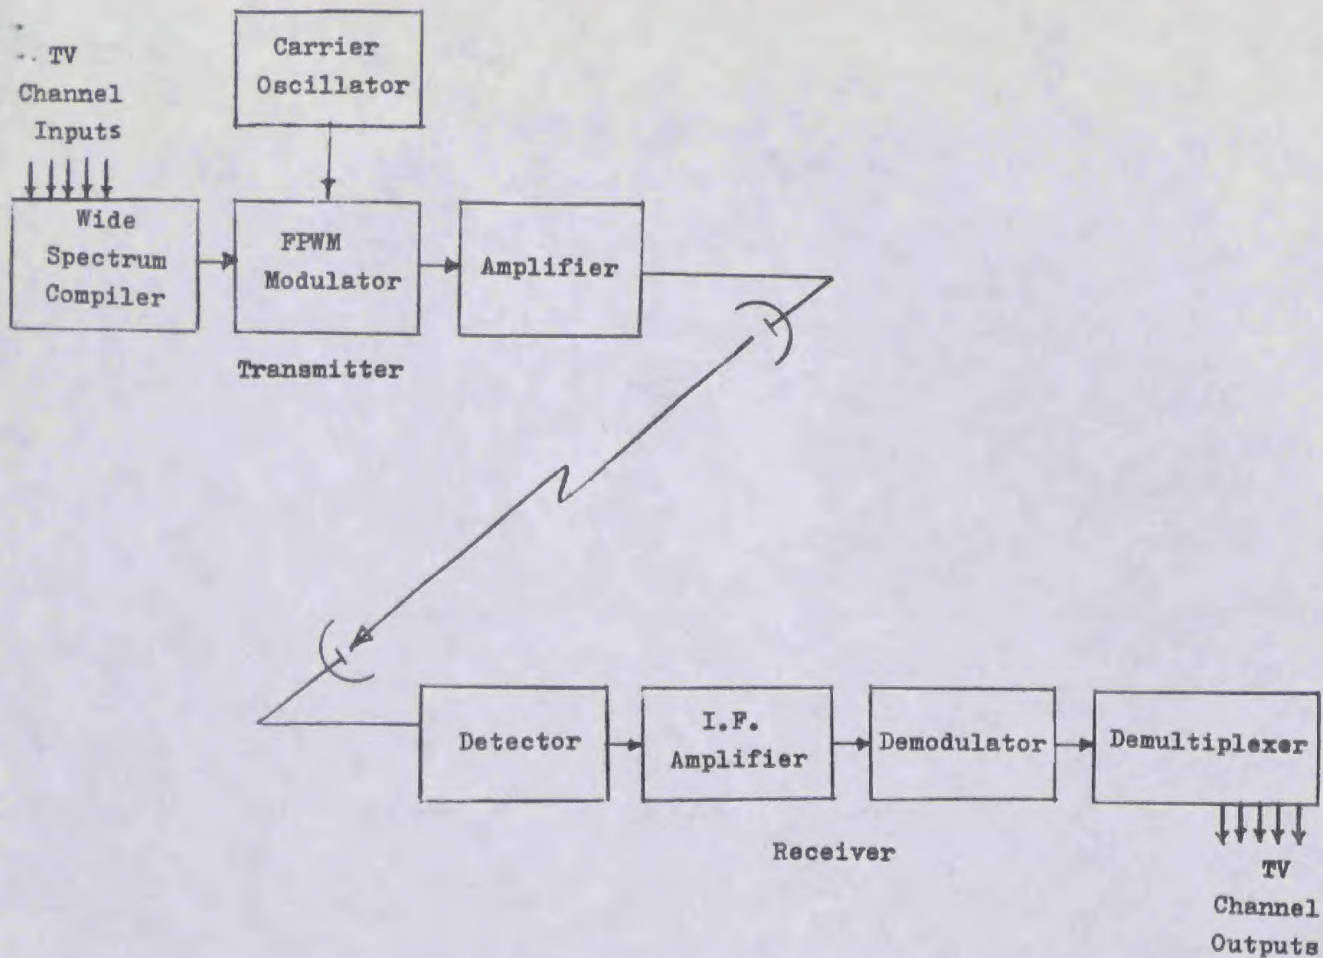 TV
Channel
Inputs
Carrier
Oscillator
Wide
Spectrum
Compiler
FPWM
Modulator
Amplifier
Transmitter
Detector
I.F.
Amplifier
Demodulator
Demultiplexer
Receiver
TV
Channel
Outputs